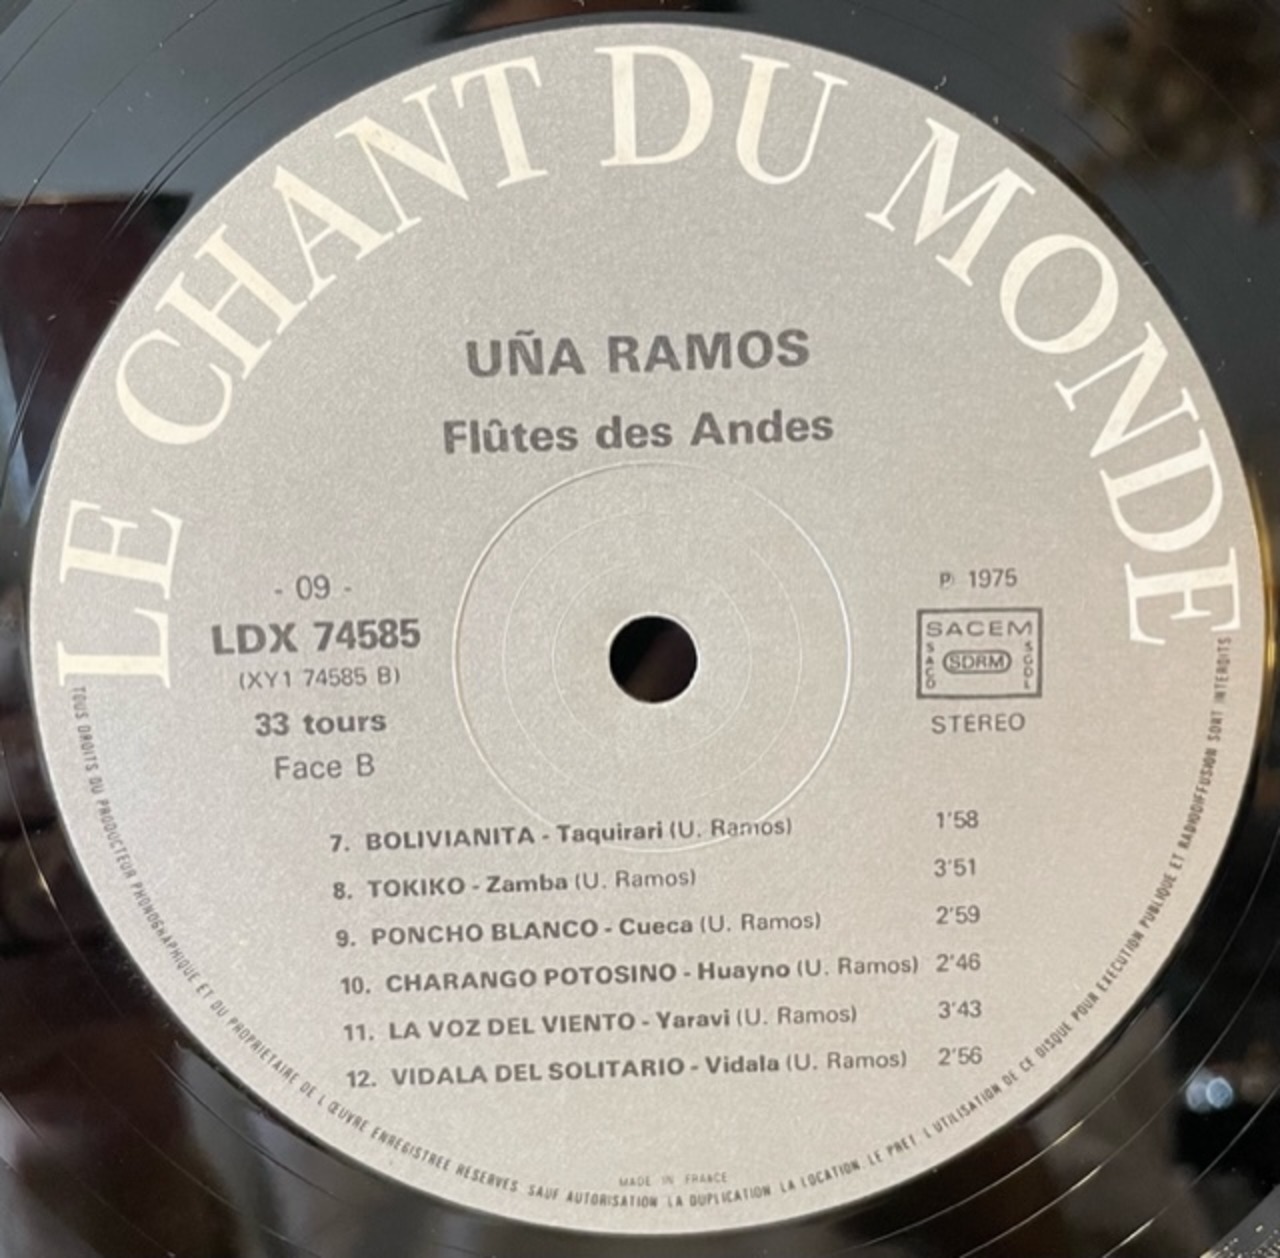 LE CHANT DU MONDE
UÑA RAMOS
Flûtes des Andes
- 09 -
LDX 74585
(XY1 74585 B)
33 tours
Face B
℗ 1975
SACEM
SACD
SDRM
SGDL
STEREO
7. BOLIVIANITA - Taquirari (U. Ramos) 1'58
8. TOKIKO - Zamba (U. Ramos) 3'51
9. PONCHO BLANCO - Cueca (U. Ramos) 2'59
10. CHARANGO POTOSINO - Huayno (U. Ramos) 2'46
11. LA VOZ DEL VIENTO - Yaravi (U. Ramos) 3'43
12. VIDALA DEL SOLITARIO - Vidala (U. Ramos) 2'56
MADE IN FRANCE
TOUS DROITS DU PRODUCTEUR PHONOGRAPHIQUE ET DU PROPRIETAIRE DE L'ŒUVRE ENREGISTREE RESERVES. SAUF AUTORISATION LA DUPLICATION LA LOCATION. LE PRET L'UTILISATION DE CE DISQUE POUR EXECUTION PUBLIQUE ET RADIODIFFUSION SONT INTERDITS